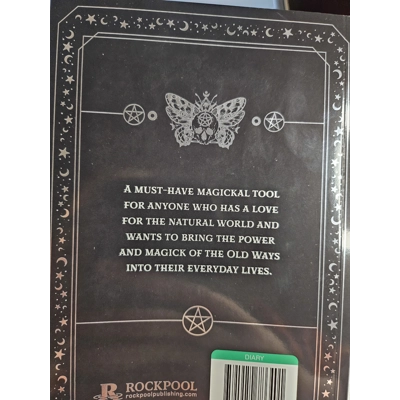 A MUST-HAVE MAGICKAL TOOL
FOR ANYONE WHO HAS A LOVE
FOR THE NATURAL WORLD AND
WANTS TO BRING THE POWER
AND MAGICK OF THE OLD WAYS
INTO THEIR EVERYDAY LIVES.
DIARY
R ROCKPOOL
rockpoolpublishing.com